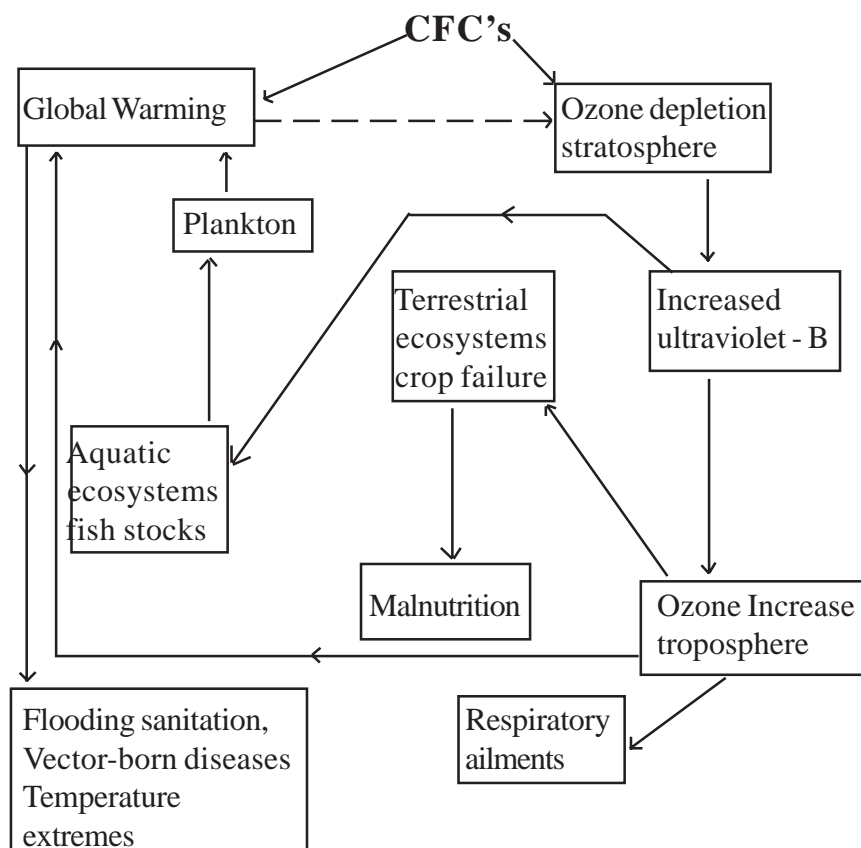 CFC's
Global Warming
Ozone depletion
stratosphere
Plankton
Terrestrial
ecosystems
crop failure
Increased
ultraviolet - B
Aquatic
ecosystems
fish stocks
Malnutrition
Ozone Increase
troposphere
Flooding sanitation,
Vector-born diseases
Temperature
extremes
Respiratory
ailments